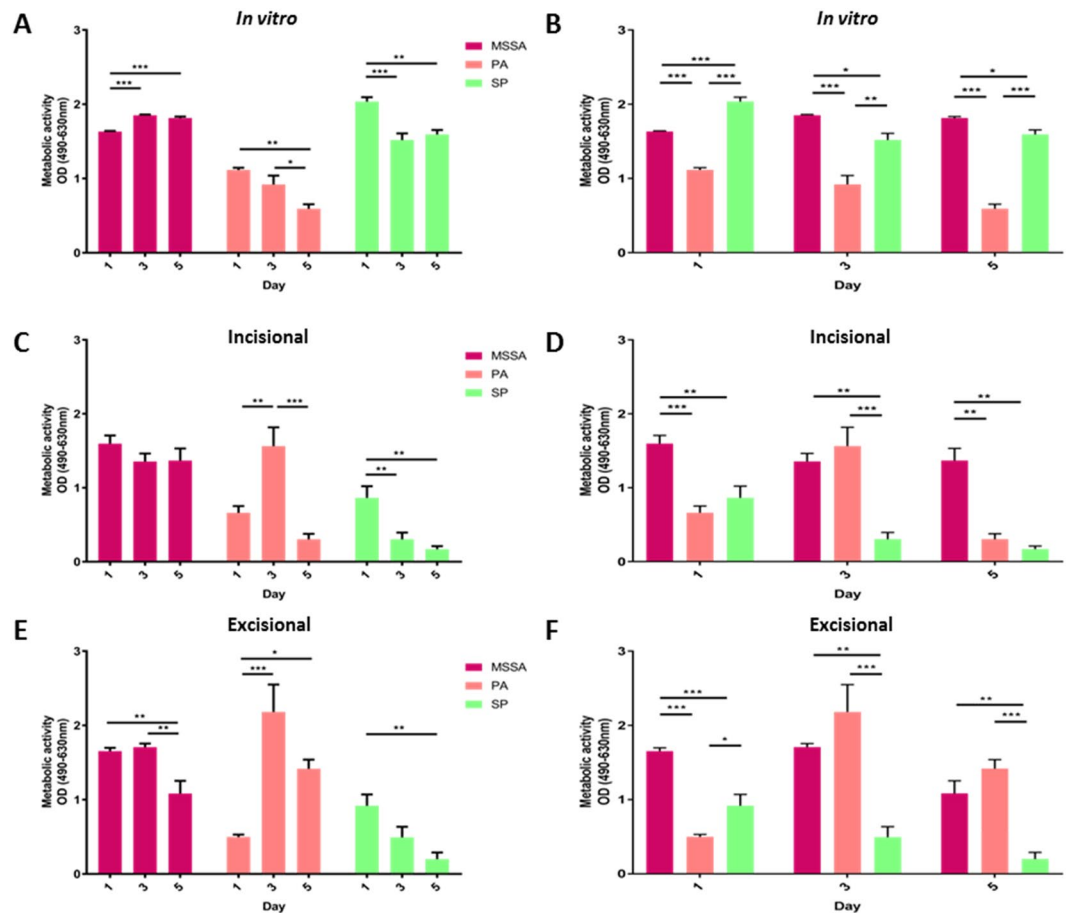 A
In vitro
3
2
1
0
Metabolic activity
OD (490-630nm)
***
***
**
*
**
***
MSSA
PA
SP
1 3 5 1 3 5 1 3 5
Day
B
In vitro
3
2
1
0
Metabolic activity
OD (490-630nm)
***
*** ***
*
***
**
*
*** ***
1 3 5
Day
C
Incisional
3
2
1
0
Metabolic activity
OD (490-630nm)
** ***
**
**
MSSA
PA
SP
1 3 5 1 3 5 1 3 5
Day
D
Incisional
3
2
1
0
Metabolic activity
OD (490-630nm)
**
***
**
***
**
**
1 3 5
Day
E
Excisional
3
2
1
0
Metabolic activity
OD (490-630nm)
**
**
*
***
**
MSSA
PA
SP
1 3 5 1 3 5 1 3 5
Day
F
Excisional
3
2
1
0
Metabolic activity
OD (490-630nm)
***
***
*
**
***
**
***
1 3 5
Day